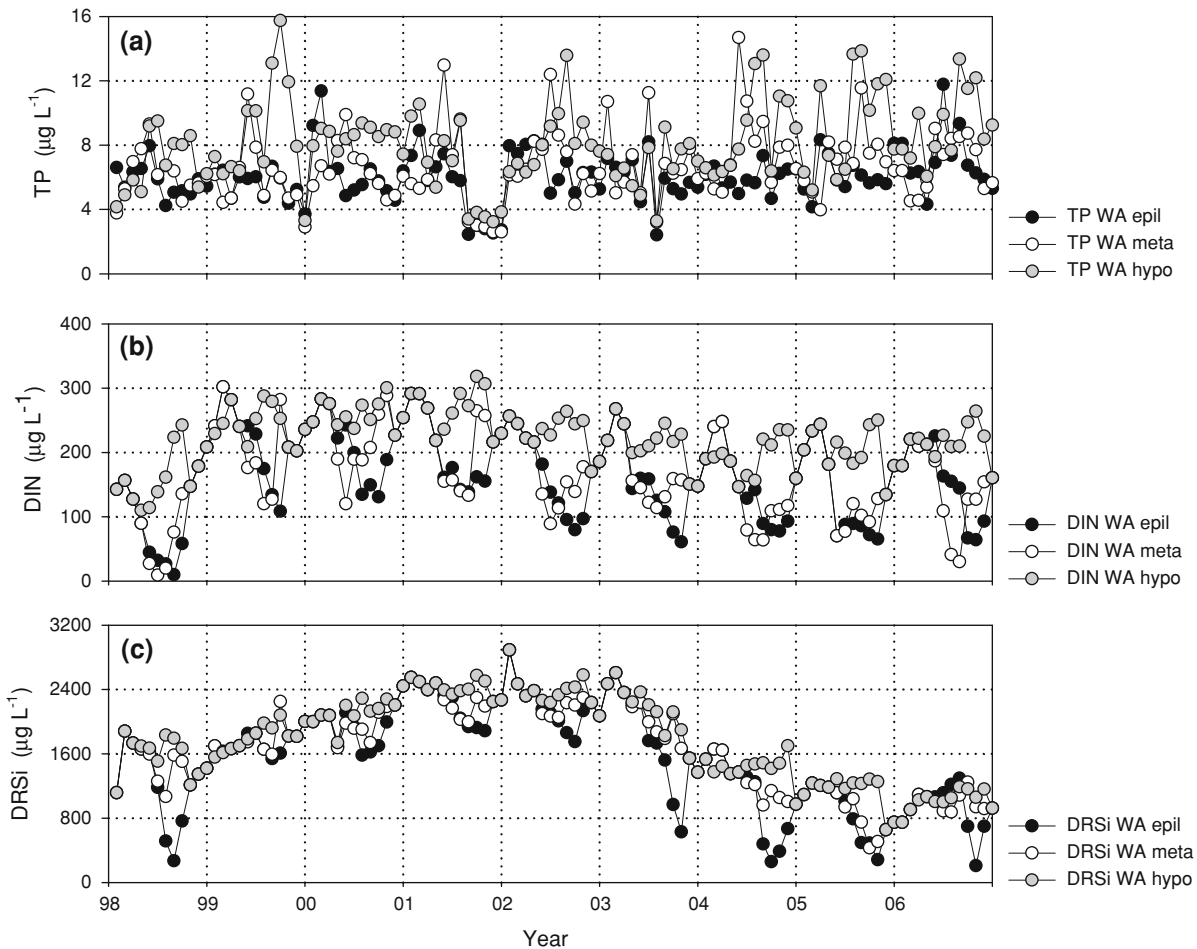 (a)
TP (µg L-1)
16
12
8
4
0
TP WA epil
TP WA meta
TP WA hypo
(b)
DIN (µg L-1)
400
300
200
100
0
DIN WA epil
DIN WA meta
DIN WA hypo
(c)
DRSi (µg L-1)
3200
2400
1600
800
0
DRSi WA epil
DRSi WA meta
DRSi WA hypo
98 99 00 01 02 03 04 05 06
Year